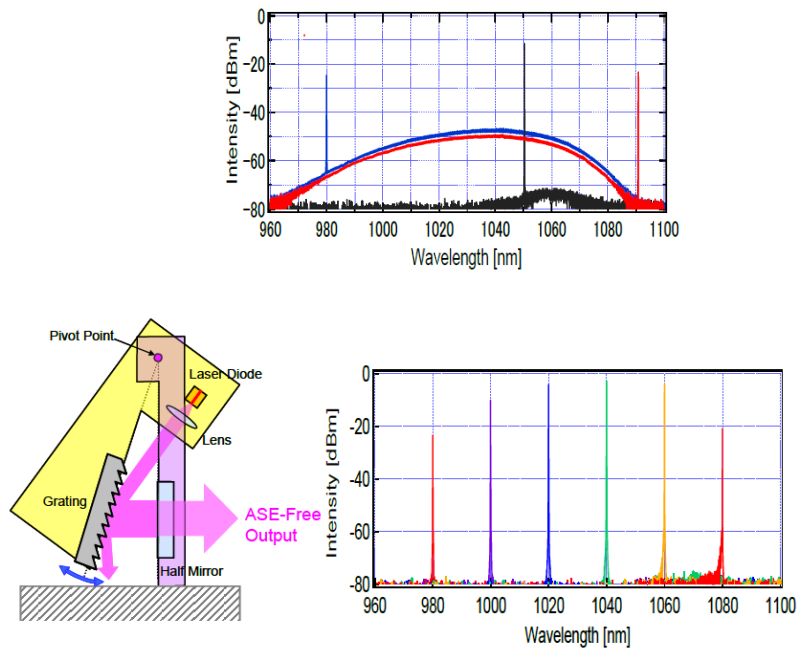 0
-20
-40
-60
-80
Intensity [dBm]
960 980 1000 1020 1040 1060 1080 1100
Wavelength [nm]
Pivot Point
Laser Diode
Lens
Grating
ASE-Free
Output
Half Mirror
0
-20
-40
-60
-80
Intensity [dBm]
960 980 1000 1020 1040 1060 1080 1100
Wavelength [nm]